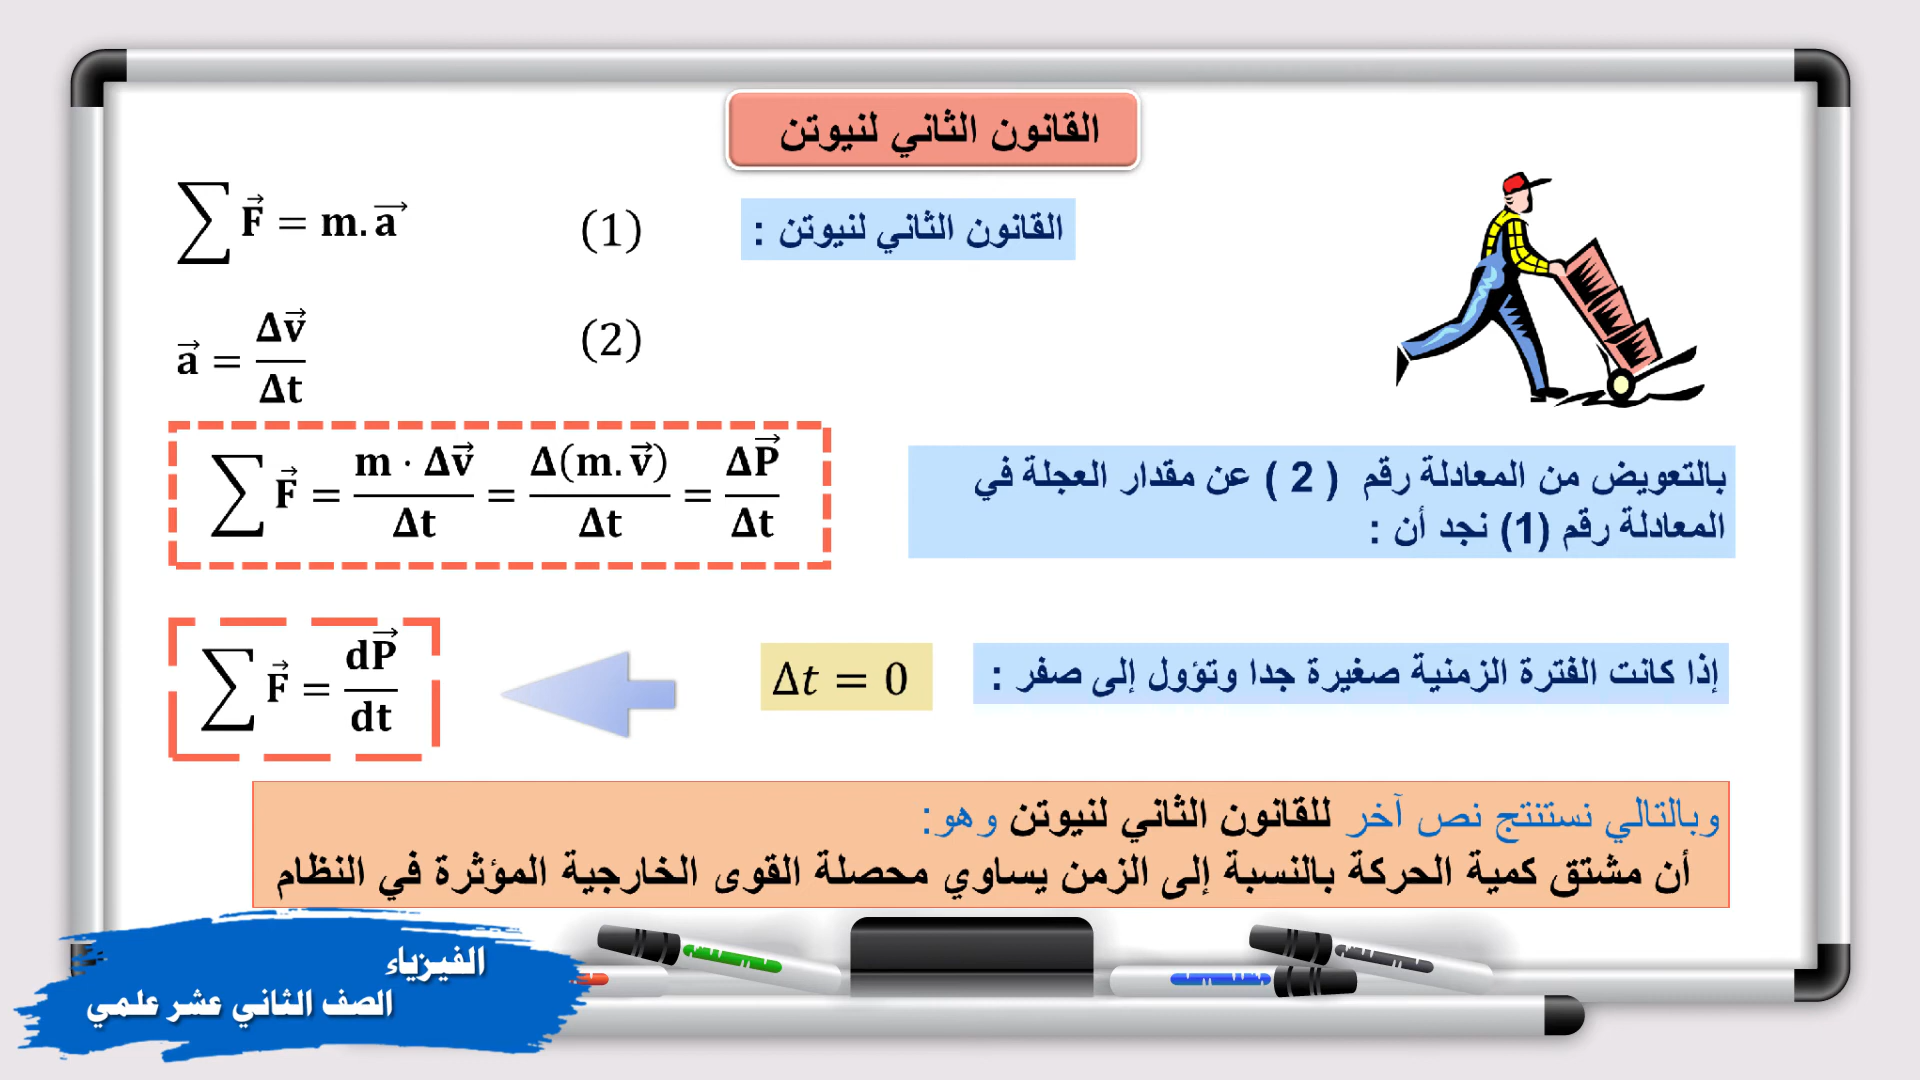 القانون الثاني لنيوتن
القانون الثاني لنيوتن :
∑ F⃗ = m. a⃗ (1)
a⃗ = Δv⃗ / Δt (2)
بالتعويض من المعادلة رقم ( 2 ) عن مقدار العجلة في
المعادلة رقم (1) نجد أن :
∑ F⃗ = m · Δv⃗ / Δt = Δ(m. v⃗) / Δt = ΔP⃗ / Δt
إذا كانت الفترة الزمنية صغيرة جدا وتؤول إلى صفر :
Δt = 0
∑ F⃗ = dP⃗ / dt
وبالتالي نستنتج نص آخر للقانون الثاني لنيوتن وهو:
أن مشتق كمية الحركة بالنسبة إلى الزمن يساوي محصلة القوى الخارجية المؤثرة في النظام
الفيزياء
الصف الثاني عشر علمي